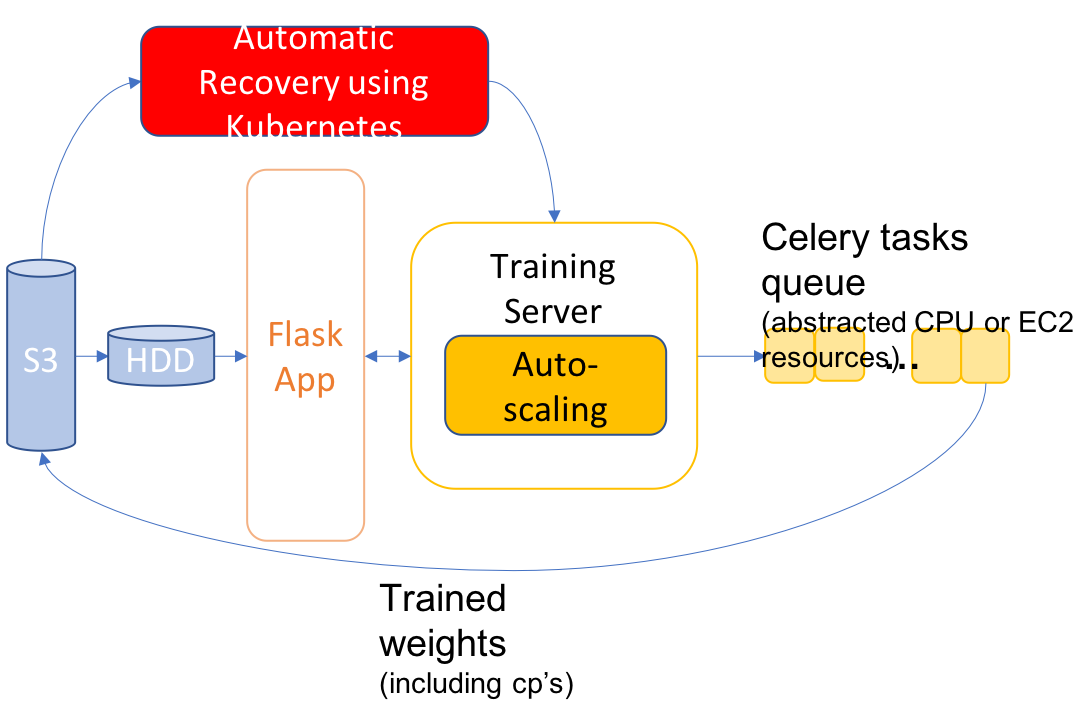 Automatic
Recovery using
Kubernetes
S3
HDD
Flask
App
Training
Server
Auto-
scaling
Celery tasks
queue
(abstracted CPU or EC2
resources)
...
Trained
weights
(including cp’s)